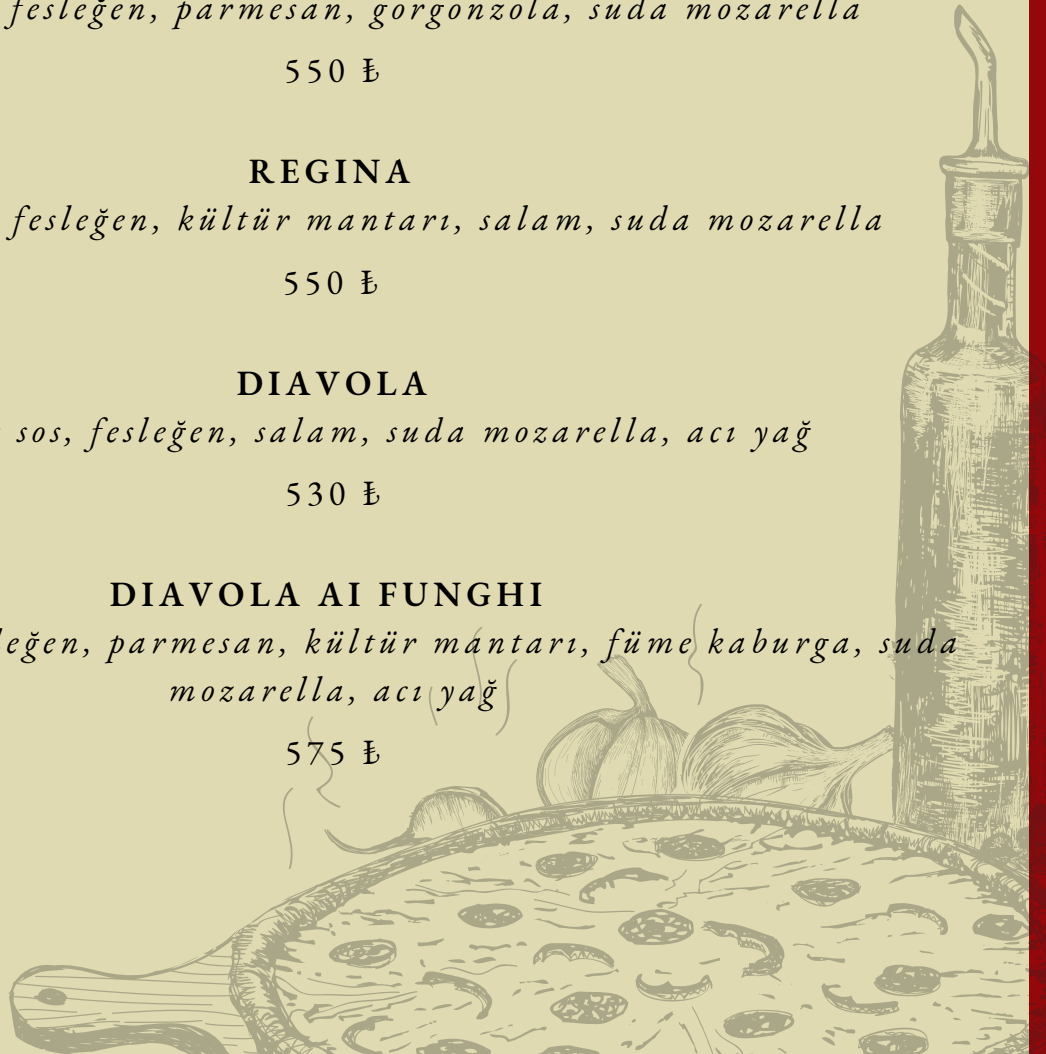 fesleğen, parmesan, gorgonzola, suda mozarella
550 ₺
REGINA
fesleğen, kültür mantarı, salam, suda mozarella
550 ₺
DIAVOLA
sos, fesleğen, salam, suda mozarella, acı yağ
530 ₺
DIAVOLA AI FUNGHI
parmesan, kültür mantarı, füme kaburga, suda
mozarella, acı yağ
575 ₺